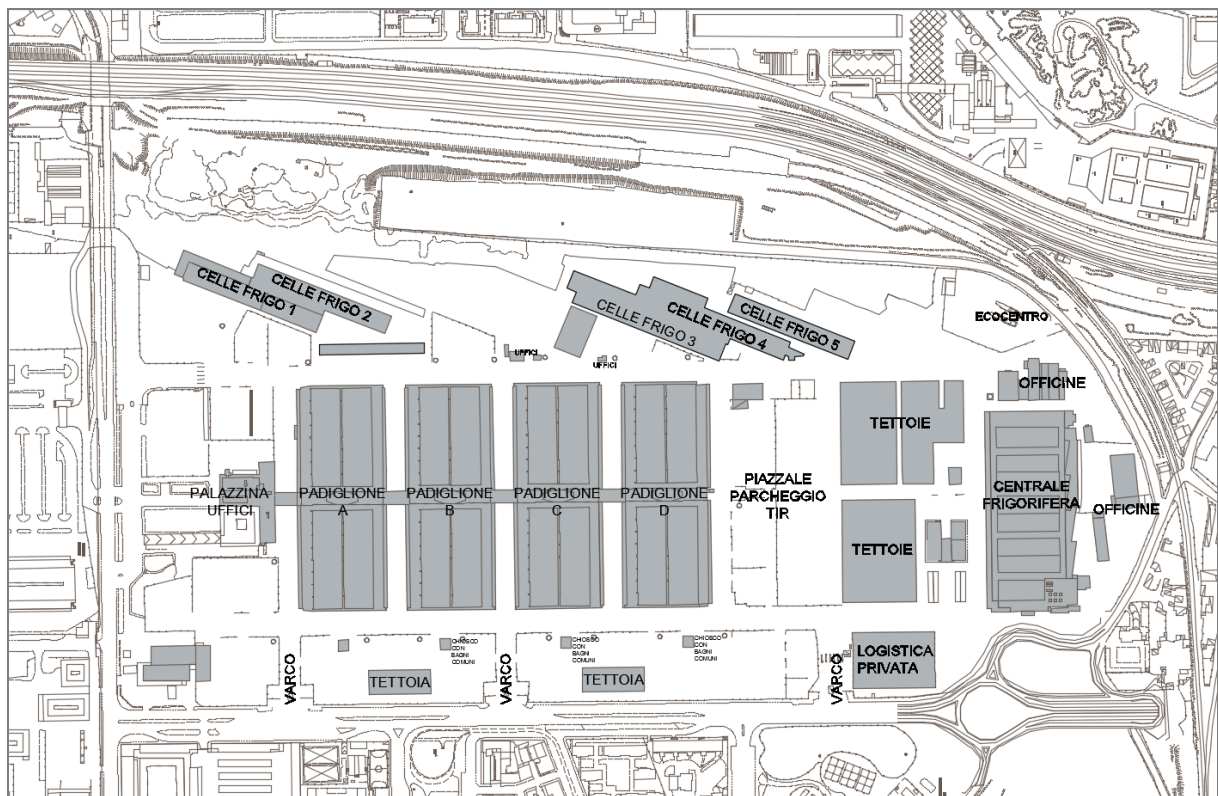 CELLE FRIGO 1
CELLE FRIGO 2
CELLE FRIGO 3
CELLE FRIGO 4
CELLE FRIGO 5
ECOCENTRO
UFFICI
UFFICI
OFFICINE
TETTOIE
PALAZZINA
UFFICI
PADIGLIONE
A
PADIGLIONE
B
PADIGLIONE
C
PADIGLIONE
D
PIAZZALE
PARCHEGGIO
TIR
CENTRALE
FRIGORIFERA
OFFICINE
TETTOIE
CHIOSCO
CON
BAGNI
COMUNI
CHIOSCO
CON
BAGNI
COMUNI
CHIOSCO
CON
BAGNI
COMUNI
VARCO
TETTOIA
VARCO
TETTOIA
VARCO
LOGISTICA
PRIVATA